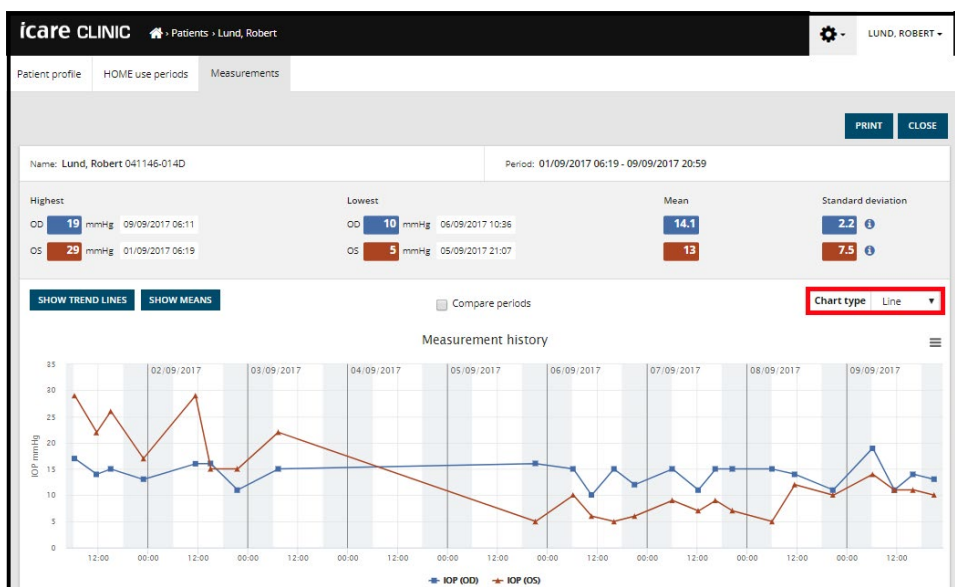 icare CLINIC › Patients › Lund, Robert LUND, ROBERT
Patient profile HOME use periods Measurements
PRINT CLOSE
Name: Lund, Robert 041146-014D Period: 01/09/2017 06:19 - 09/09/2017 20:59
Highest Lowest Mean Standard deviation
OD 19 mmHg 09/09/2017 06:11 OD 10 mmHg 06/09/2017 10:36 14.1 2.2
OS 29 mmHg 01/09/2017 06:19 OS 5 mmHg 05/09/2017 21:07 13 7.5
SHOW TREND LINES SHOW MEANS Compare periods Chart type Line
Measurement history
35 02/09/2017 03/09/2017 04/09/2017 05/09/2017 06/09/2017 07/09/2017 08/09/2017 09/09/2017
30
25
20
15
10
5
0
IOP mmHg
12:00 00:00 12:00 00:00 12:00 00:00 12:00 00:00 12:00 00:00 12:00 00:00 12:00 00:00 12:00 00:00 12:00
IOP (OD) IOP (OS)